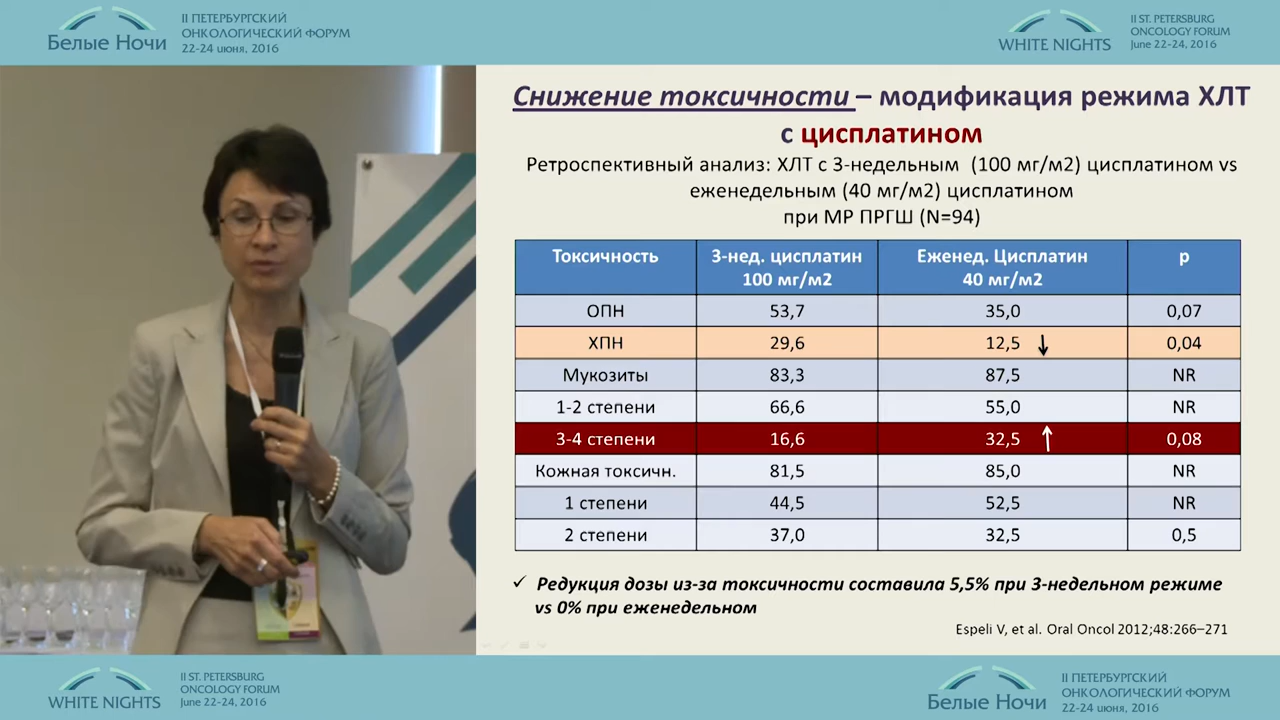 II ПЕТЕРБУРГСКИЙ
ОНКОЛОГИЧЕСКИЙ ФОРУМ
Белые Ночи
22-24 июня, 2016
II ST. PETERSBURG
ONCOLOGY FORUM
WHITE NIGHTS
June 22-24, 2016
Снижение токсичности – модификация режима ХЛТ
с цисплатином
Ретроспективный анализ: ХЛТ с 3-недельным (100 мг/м2) цисплатином vs
еженедельным (40 мг/м2) цисплатином
при МР ПРГШ (N=94)
Токсичность 3-нед. цисплатин Еженед. Цисплатин p
100 мг/м2 40 мг/м2
ОПН 53,7 35,0 0,07
ХПН 29,6 12,5 ↓ 0,04
Мукозиты 83,3 87,5 NR
1-2 степени 66,6 55,0 NR
3-4 степени 16,6 32,5 ↑ 0,08
Кожная токсичн. 81,5 85,0 NR
1 степени 44,5 52,5 NR
2 степени 37,0 32,5 0,5
✓ Редукция дозы из-за токсичности составила 5,5% при 3-недельном режиме
vs 0% при еженедельном
Espeli V, et al. Oral Oncol 2012;48:266–271
II ST. PETERSBURG
ONCOLOGY FORUM
WHITE NIGHTS
June 22-24, 2016
II ПЕТЕРБУРГСКИЙ
ОНКОЛОГИЧЕСКИЙ ФОРУМ
Белые Ночи
22-24 июня, 2016